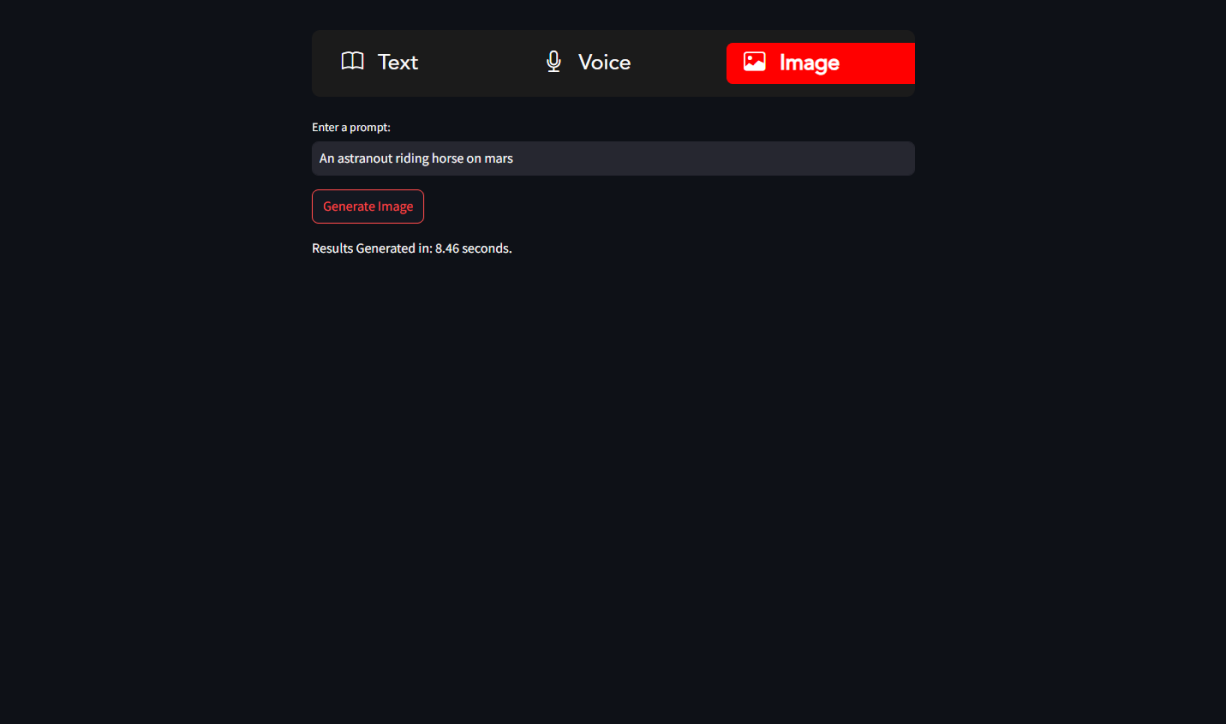 Text Voice Image
Enter a prompt:
An astranout riding horse on mars
Generate Image
Results Generated in: 8.46 seconds.